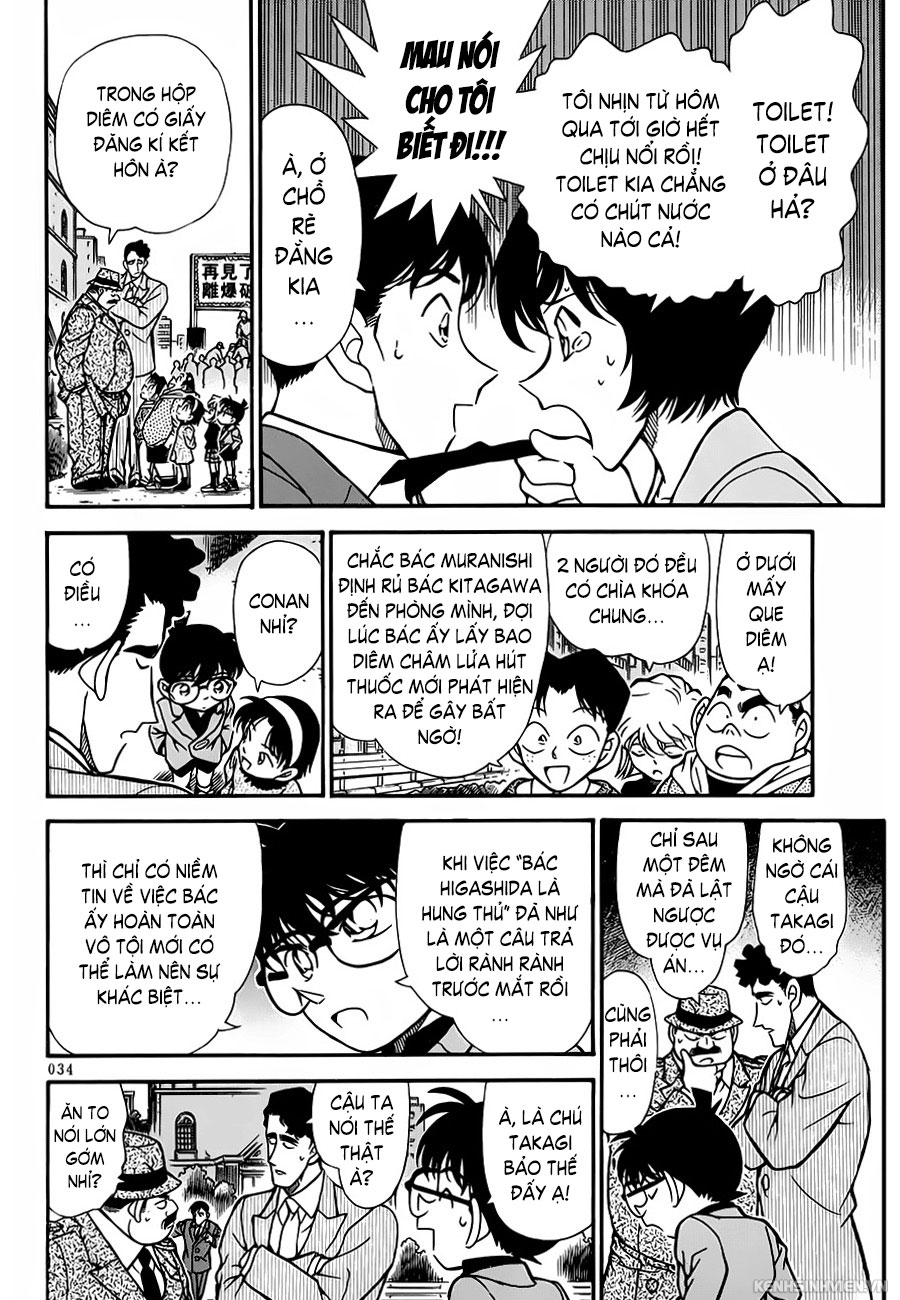 TOILET!
TOILET
Ở ĐÂU
HẢ?
TÔI NHỊN TỪ HÔM
QUA TỚI GIỜ HẾT
CHỊU NỔI RỒI!
TOILET KIA CHẲNG
CÓ CHÚT NƯỚC
NÀO CẢ!
MAU NÓI
CHO TÔI
BIẾT ĐI!!!
À, Ở
CHỖ
RẼ
ĐẰNG
KIA
...
TRONG HỘP
DIÊM CÓ GIẤY
ĐĂNG KÍ KẾT
HÔN À?
再見了
離爆破
Ở DƯỚI
MẤY
QUE
DIÊM
Ạ!
2 NGƯỜI ĐÓ ĐỀU
CÓ CHÌA KHÓA
CHUNG...
CHẮC BÁC MURANISHI
ĐỊNH RỦ BÁC KITAGAWA
ĐẾN PHÒNG MÌNH, ĐỢI
LÚC BÁC ẤY LẤY BAO
DIÊM CHÂM LỬA HÚT
THUỐC MỚI PHÁT HIỆN
RA ĐỂ GÂY BẤT
NGỜ!
CONAN
NHỈ?
CÓ
ĐIỀU
...
KHÔNG
NGỜ CÁI
CẬU
TAKAGI
ĐÓ...
CHỈ SAU
MỘT ĐÊM
MÀ ĐÃ LẬT
NGƯỢC
ĐƯỢC VỤ
ÁN...
CŨNG
PHẢI
THÔI
...
KHI VIỆC “BÁC
HIGASHIDA LÀ
HUNG THỦ” ĐÃ NHƯ
LÀ MỘT CÂU TRẢ
LỜI RÀNH RÀNH
TRƯỚC MẮT RỒI
...
THÌ CHỈ CÓ NIỀM
TIN VỀ VIỆC BÁC
ẤY HOÀN TOÀN
VÔ TỘI MỚI CÓ
THỂ LÀM NÊN SỰ
KHÁC BIỆT...
034
À, LÀ CHÚ
TAKAGI
BẢO THẾ
ĐẤY Ạ!
CẬU TA
NÓI THẾ
THẬT
À?
ĂN TO
NÓI LỚN
GỚM
NHỈ?
KENHSINHVIEN.VN